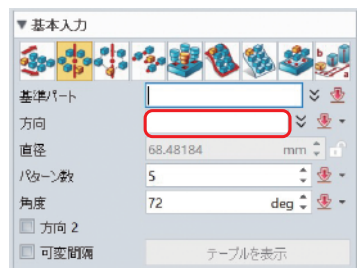 ▼基本入力
基準パート
方向
直径 68.48184 mm
パターン数 5
角度 72 deg
方向 2
可変間隔 テーブルを表示